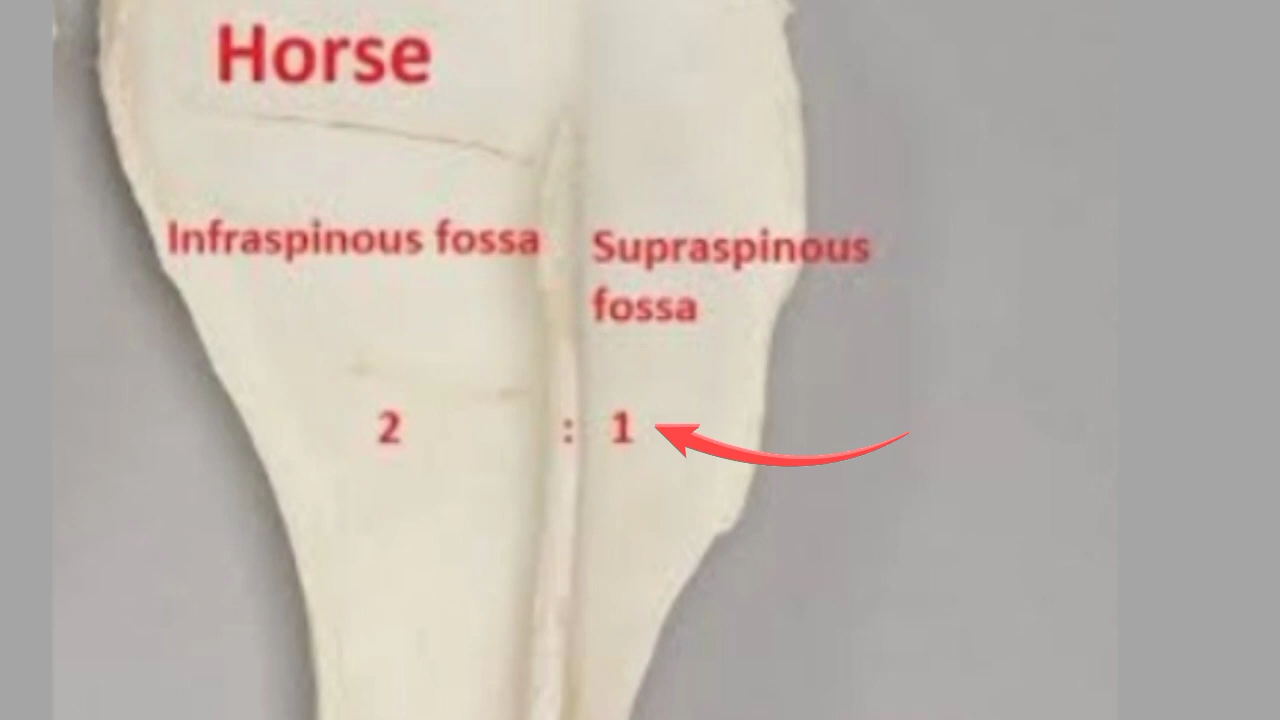 Horse
Infraspinous fossa
Supraspinous
fossa
2 : 1